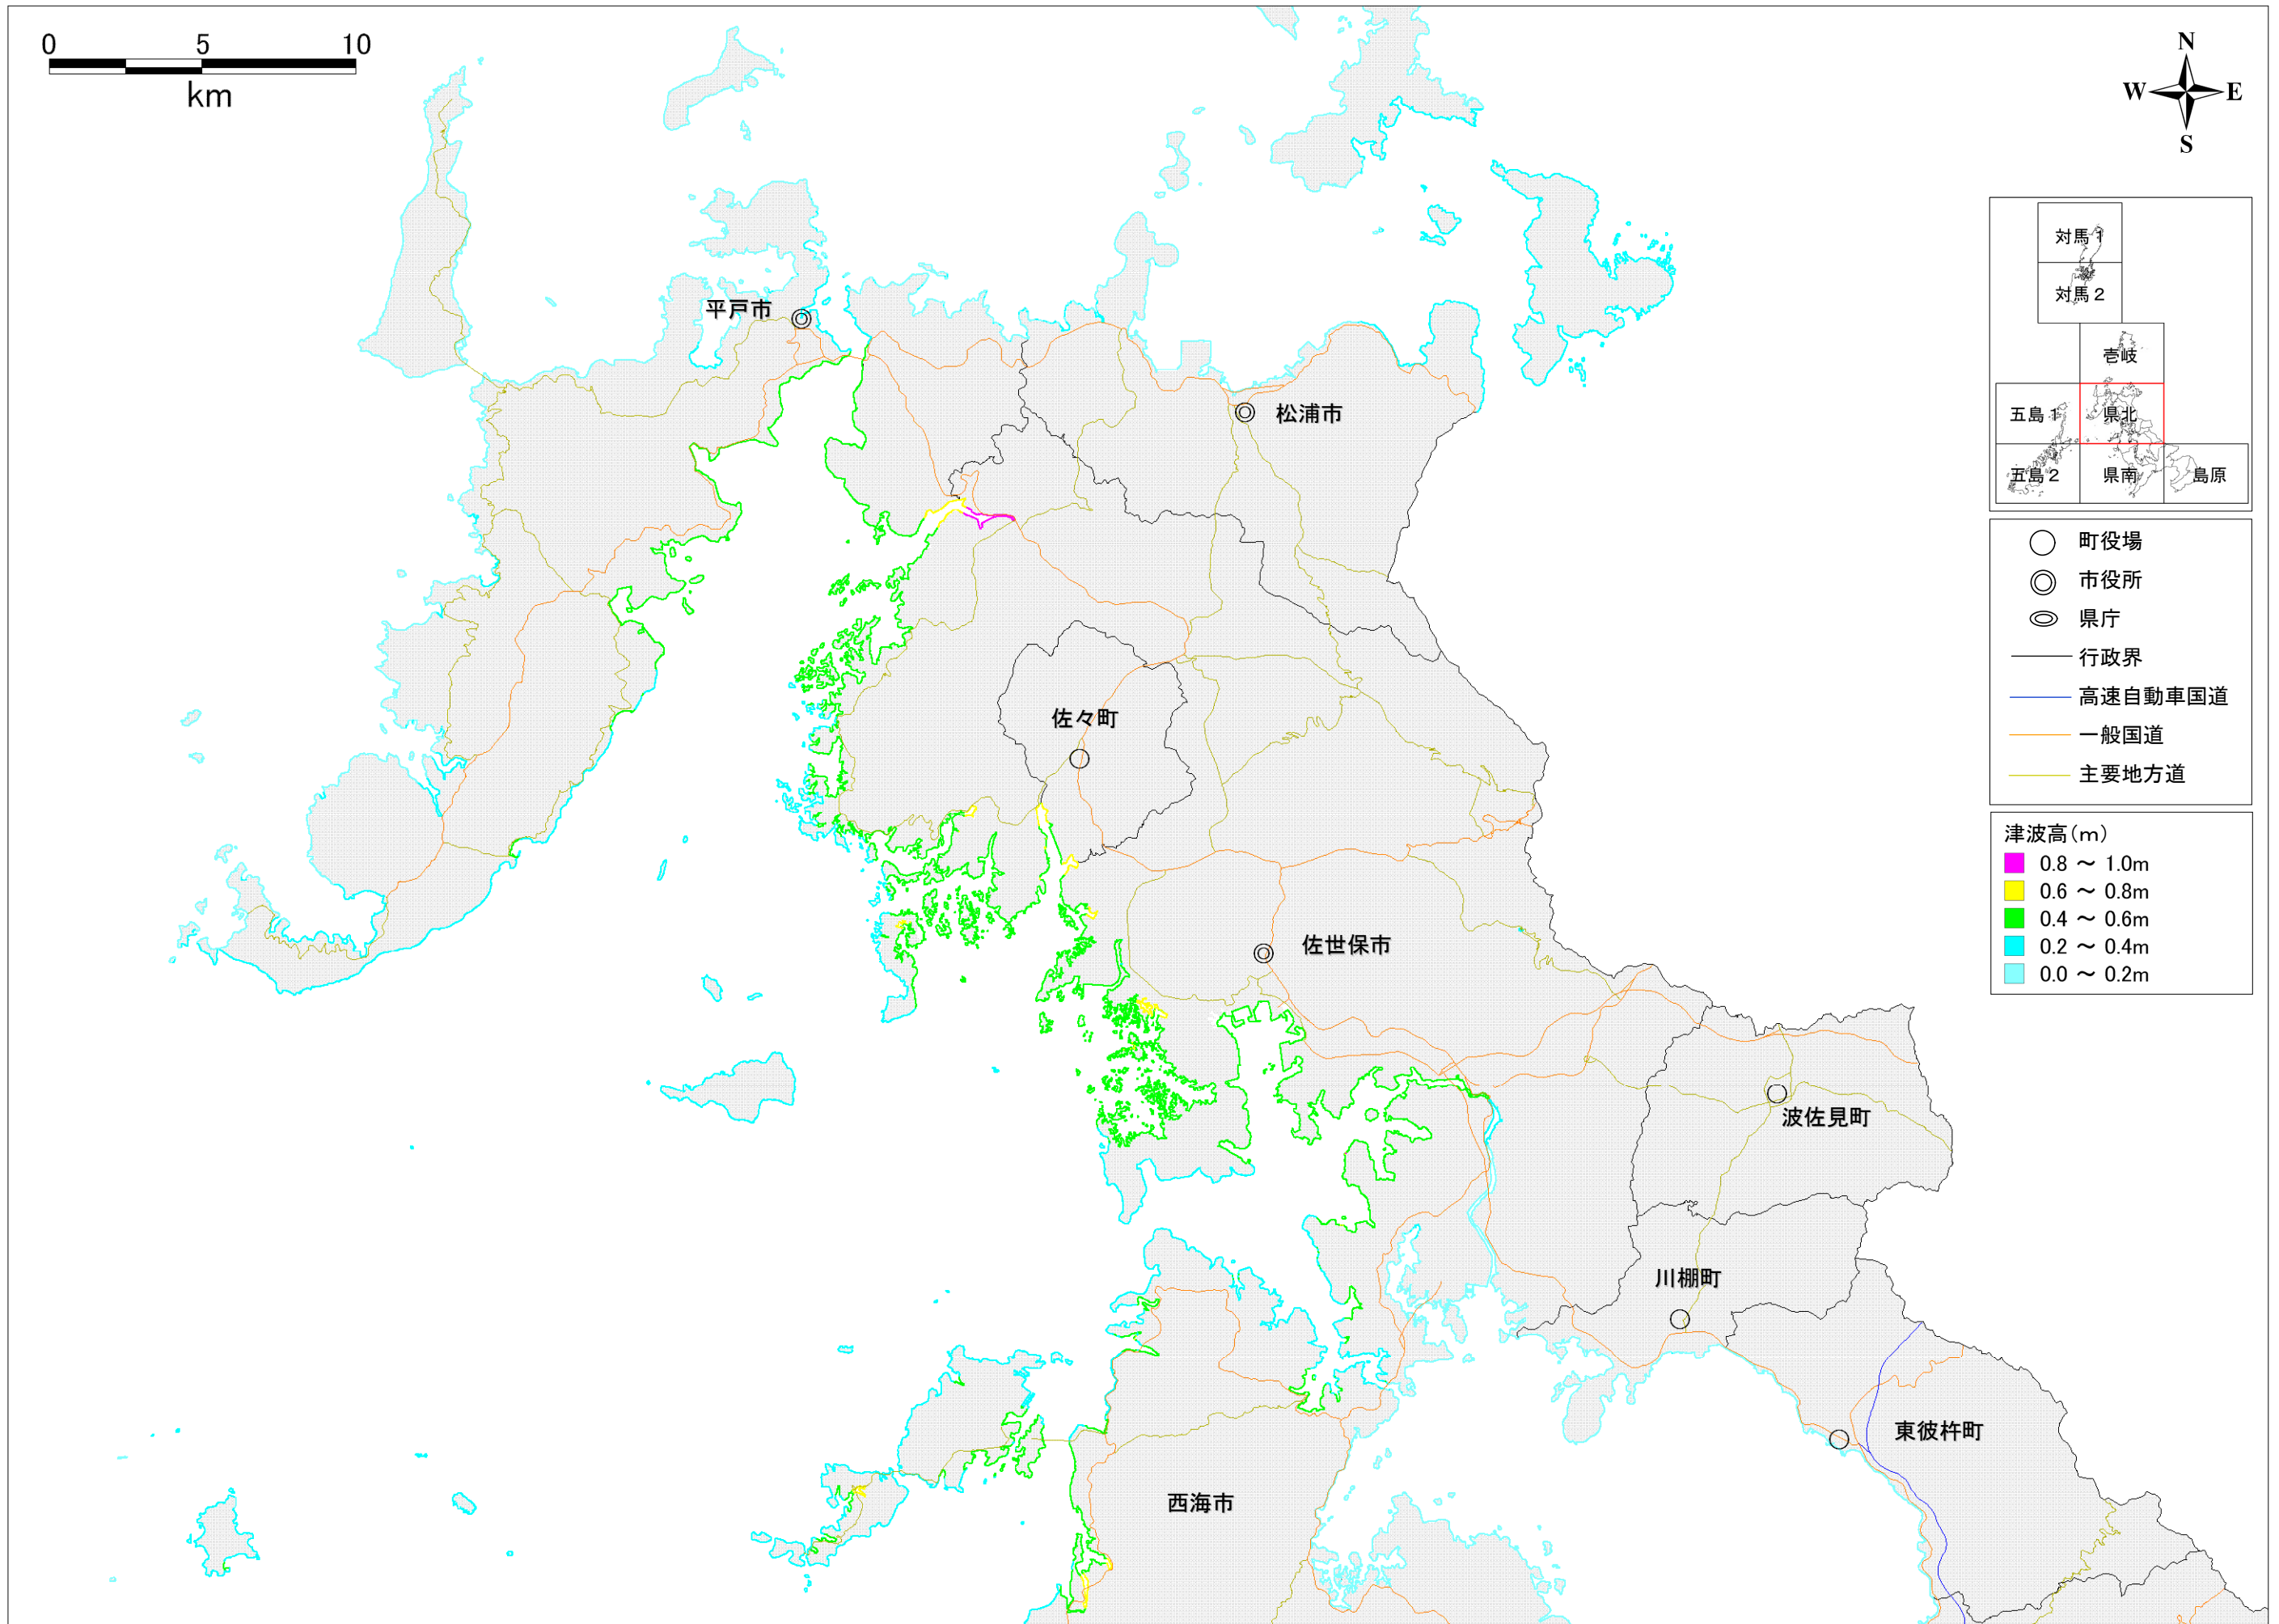 0 5 10
km
N
W E
S
対馬1
対馬2
壱岐
五島1
県北
五島2
県南
島原
町役場
市役所
県庁
行政界
高速自動車国道
一般国道
主要地方道
津波高(m)
0.8 ～ 1.0m
0.6 ～ 0.8m
0.4 ～ 0.6m
0.2 ～ 0.4m
0.0 ～ 0.2m
平戸市
松浦市
佐々町
佐世保市
波佐見町
川棚町
東彼杵町
西海市